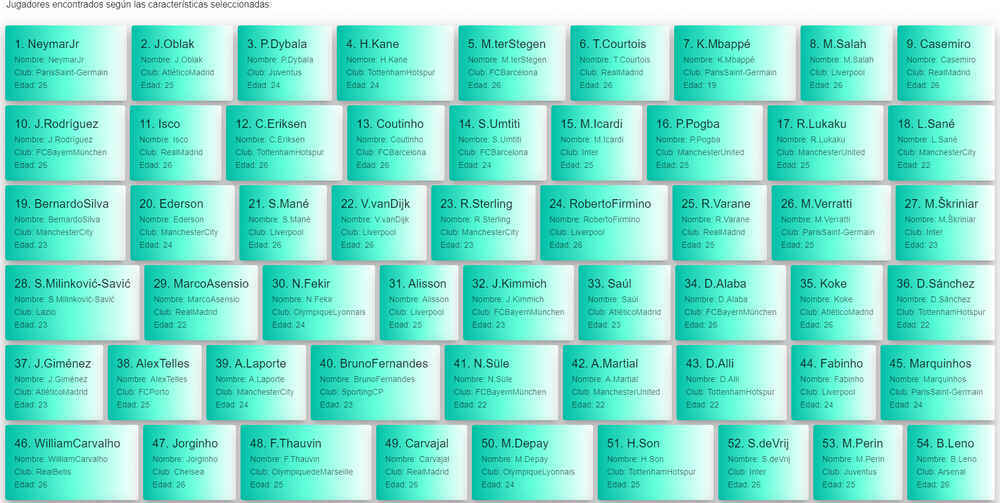 Jugadores encontrados según las características seleccionadas:
1. NeymarJr
Nombre: NeymarJr
Club: ParisSaint-Germain
Edad: 26
2. J.Oblak
Nombre: J.Oblak
Club: AtléticoMadrid
Edad: 25
3. P.Dybala
Nombre: P.Dybala
Club: Juventus
Edad: 24
4. H.Kane
Nombre: H.Kane
Club: TottenhamHotspur
Edad: 24
5. M.terStegen
Nombre: M.terStegen
Club: FCBarcelona
Edad: 26
6. T.Courtois
Nombre: T.Courtois
Club: RealMadrid
Edad: 26
7. K.Mbappé
Nombre: K.Mbappé
Club: ParisSaint-Germain
Edad: 19
8. M.Salah
Nombre: M.Salah
Club: Liverpool
Edad: 26
9. Casemiro
Nombre: Casemiro
Club: RealMadrid
Edad: 26
10. J.Rodríguez
Nombre: J.Rodríguez
Club: FCBayernMünchen
Edad: 26
11. Isco
Nombre: Isco
Club: RealMadrid
Edad: 26
12. C.Eriksen
Nombre: C.Eriksen
Club: TottenhamHotspur
Edad: 26
13. Coutinho
Nombre: Coutinho
Club: FCBarcelona
Edad: 26
14. S.Umtiti
Nombre: S.Umtiti
Club: FCBarcelona
Edad: 24
15. M.Icardi
Nombre: M.Icardi
Club: Inter
Edad: 25
16. P.Pogba
Nombre: P.Pogba
Club: ManchesterUnited
Edad: 25
17. R.Lukaku
Nombre: R.Lukaku
Club: ManchesterUnited
Edad: 25
18. L.Sané
Nombre: L.Sané
Club: ManchesterCity
Edad: 22
19. BernardoSilva
Nombre: BernardoSilva
Club: ManchesterCity
Edad: 23
20. Ederson
Nombre: Ederson
Club: ManchesterCity
Edad: 24
21. S.Mané
Nombre: S.Mané
Club: Liverpool
Edad: 26
22. V.vanDijk
Nombre: V.vanDijk
Club: Liverpool
Edad: 26
23. R.Sterling
Nombre: R.Sterling
Club: ManchesterCity
Edad: 23
24. RobertoFirmino
Nombre: RobertoFirmino
Club: Liverpool
Edad: 26
25. R.Varane
Nombre: R.Varane
Club: RealMadrid
Edad: 25
26. M.Verratti
Nombre: M.Verratti
Club: ParisSaint-Germain
Edad: 25
27. M.Škriniar
Nombre: M.Škriniar
Club: Inter
Edad: 23
28. S.Milinković-Savić
Nombre: S.Milinković-Savić
Club: Lazio
Edad: 23
29. MarcoAsensio
Nombre: MarcoAsensio
Club: RealMadrid
Edad: 22
30. N.Fekir
Nombre: N.Fekir
Club: OlympiqueLyonnais
Edad: 24
31. Alisson
Nombre: Alisson
Club: Liverpool
Edad: 25
32. J.Kimmich
Nombre: J.Kimmich
Club: FCBayernMünchen
Edad: 23
33. Saúl
Nombre: Saúl
Club: AtléticoMadrid
Edad: 23
34. D.Alaba
Nombre: D.Alaba
Club: FCBayernMünchen
Edad: 26
35. Koke
Nombre: Koke
Club: AtléticoMadrid
Edad: 26
36. D.Sánchez
Nombre: D.Sánchez
Club: TottenhamHotspur
Edad: 22
37. J.Giménez
Nombre: J.Giménez
Club: AtléticoMadrid
Edad: 23
38. AlexTelles
Nombre: AlexTelles
Club: FCPorto
Edad: 25
39. A.Laporte
Nombre: A.Laporte
Club: ManchesterCity
Edad: 24
40. BrunoFernandes
Nombre: BrunoFernandes
Club: SportingCP
Edad: 23
41. N.Süle
Nombre: N.Süle
Club: FCBayernMünchen
Edad: 22
42. A.Martial
Nombre: A.Martial
Club: ManchesterUnited
Edad: 22
43. D.Alli
Nombre: D.Alli
Club: TottenhamHotspur
Edad: 22
44. Fabinho
Nombre: Fabinho
Club: Liverpool
Edad: 24
45. Marquinhos
Nombre: Marquinhos
Club: ParisSaint-Germain
Edad: 24
46. WilliamCarvalho
Nombre: WilliamCarvalho
Club: RealBetis
Edad: 26
47. Jorginho
Nombre: Jorginho
Club: Chelsea
Edad: 26
48. F.Thauvin
Nombre: F.Thauvin
Club: OlympiquedeMarseille
Edad: 25
49. Carvajal
Nombre: Carvajal
Club: RealMadrid
Edad: 26
50. M.Depay
Nombre: M.Depay
Club: OlympiqueLyonnais
Edad: 24
51. H.Son
Nombre: H.Son
Club: TottenhamHotspur
Edad: 25
52. S.deVrij
Nombre: S.deVrij
Club: Inter
Edad: 26
53. M.Perin
Nombre: M.Perin
Club: Juventus
Edad: 25
54. B.Leno
Nombre: B.Leno
Club: Arsenal
Edad: 26